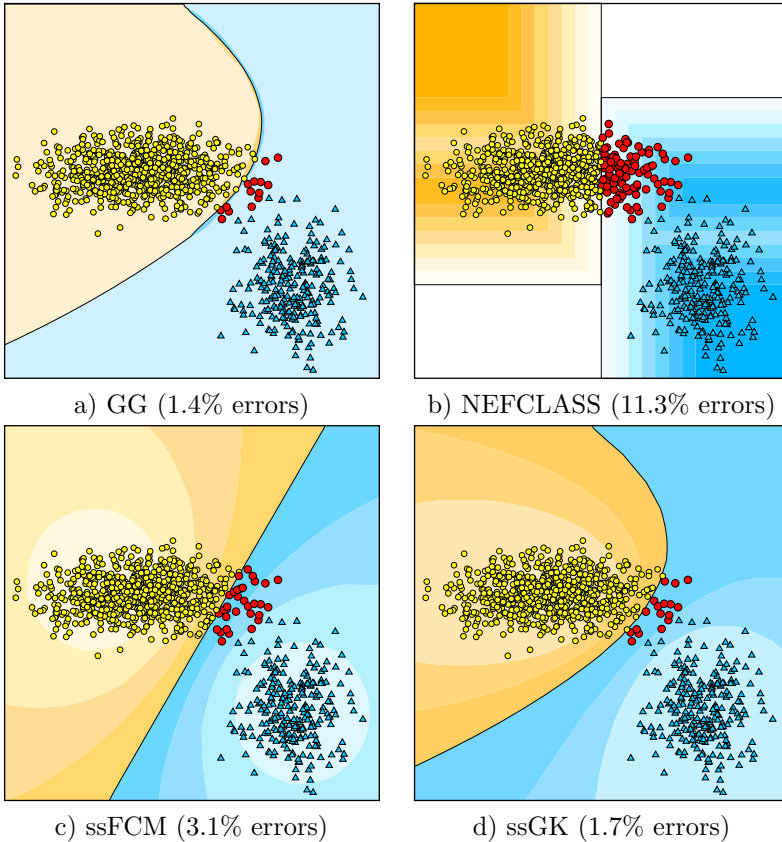 a) GG (1.4% errors)
b) NEFCLASS (11.3% errors)
c) ssFCM (3.1% errors)
d) ssGK (1.7% errors)